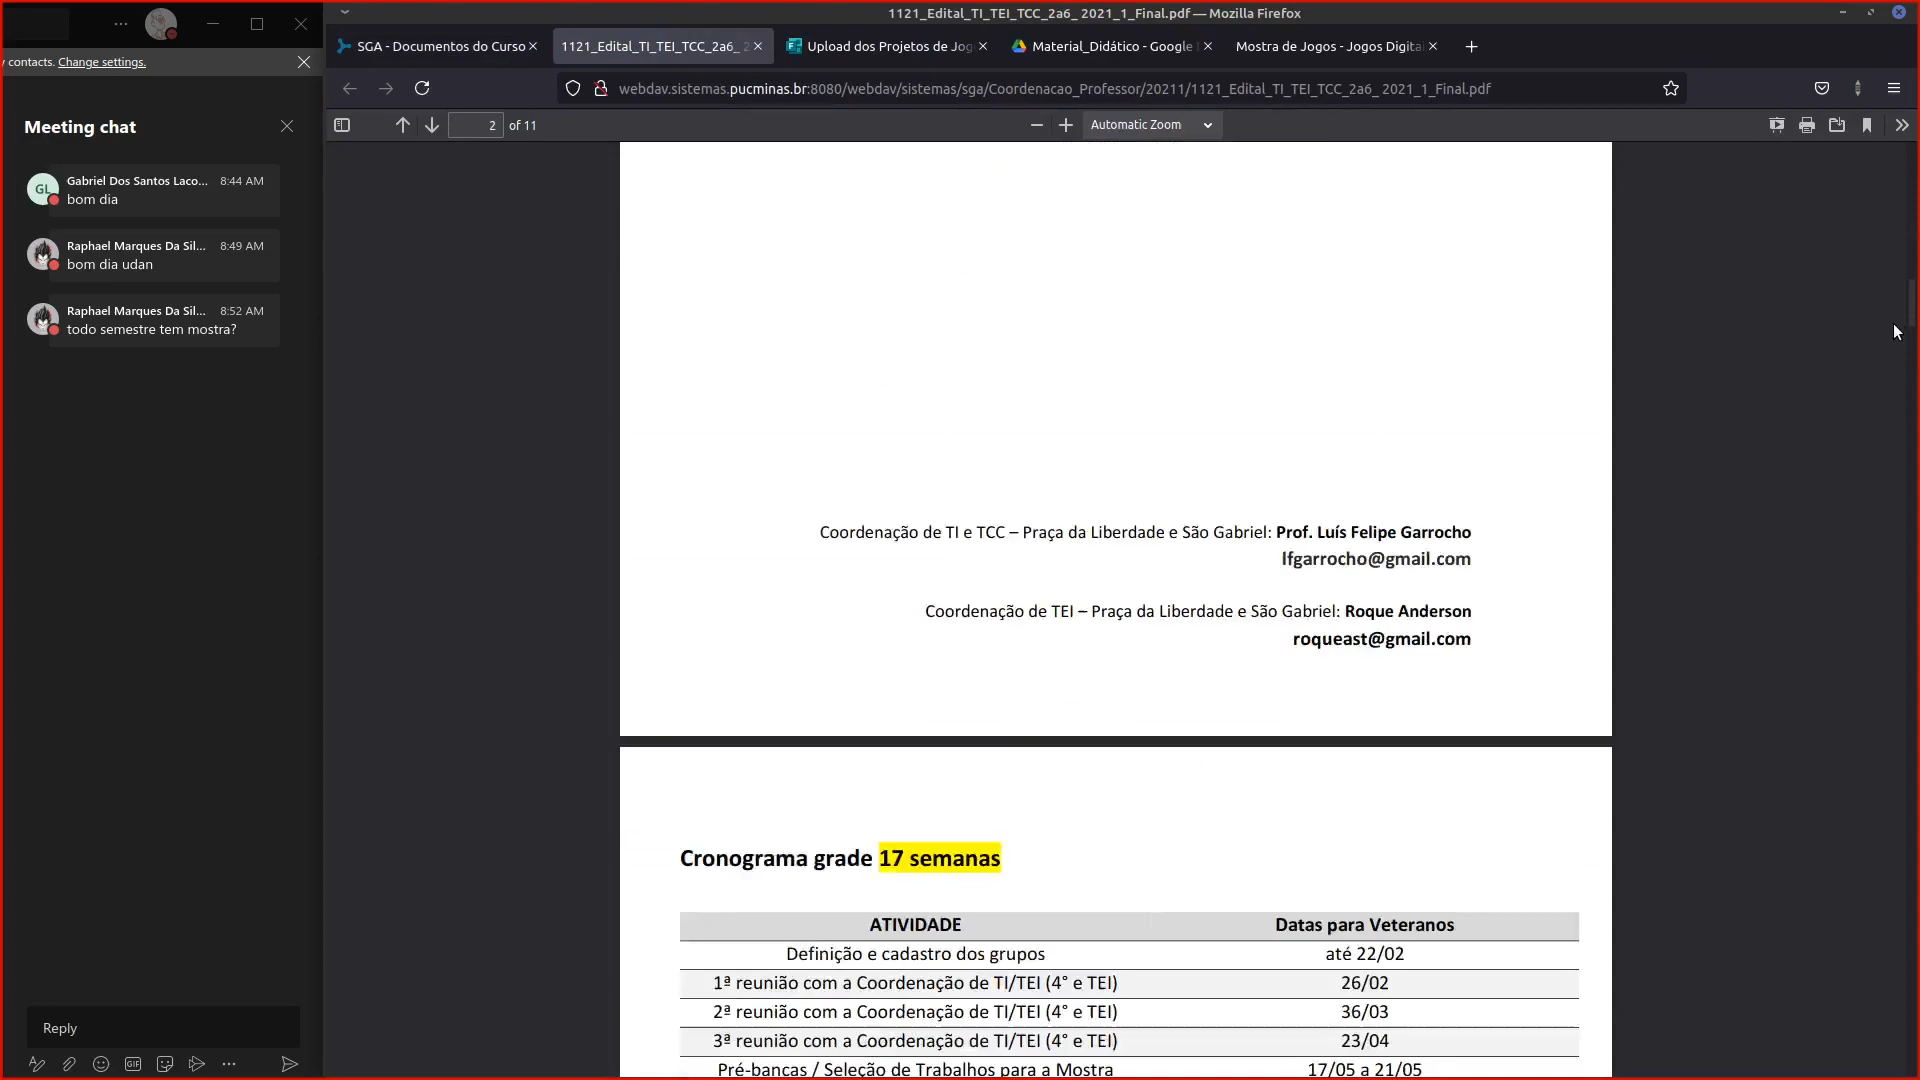 1121_Edital_TI_TEI_TCC_2a6_ 2021_1_Final.pdf — Mozilla Firefox
SGA - Documentos do Curso
1121_Edital_TI_TEI_TCC_2a6_ 2
Upload dos Projetos de Jog
Material_Didático - Google
Mostra de Jogos - Jogos Digita
webdav.sistemas.pucminas.br:8080/webdav/sistemas/sga/Coordenacao_Professor/20211/1121_Edital_TI_TEI_TCC_2a6_ 2021_1_Final.pdf
2 of 11
Automatic Zoom
y contacts. Change settings.
Meeting chat
GL
Gabriel Dos Santos Laco... 8:44 AM
bom dia
Raphael Marques Da Sil... 8:49 AM
bom dia udan
Raphael Marques Da Sil... 8:52 AM
todo semestre tem mostra?
Reply
GIF
Coordenação de TI e TCC – Praça da Liberdade e São Gabriel: Prof. Luís Felipe Garrocho
lfgarrocho@gmail.com
Coordenação de TEI – Praça da Liberdade e São Gabriel: Roque Anderson
roqueast@gmail.com
Cronograma grade 17 semanas
ATIVIDADE Datas para Veteranos
Definição e cadastro dos grupos até 22/02
1ª reunião com a Coordenação de TI/TEI (4° e TEI) 26/02
2ª reunião com a Coordenação de TI/TEI (4° e TEI) 36/03
3ª reunião com a Coordenação de TI/TEI (4° e TEI) 23/04
Pré-bancas / Seleção de Trabalhos para a Mostra 17/05 a 21/05